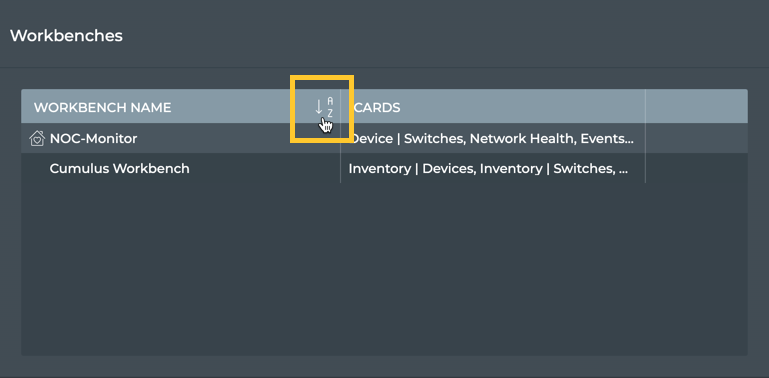 Workbenches
WORKBENCH NAME A Z CARDS
NOC-Monitor Device | Switches, Network Health, Events...
Cumulus Workbench Inventory | Devices, Inventory | Switches, ...